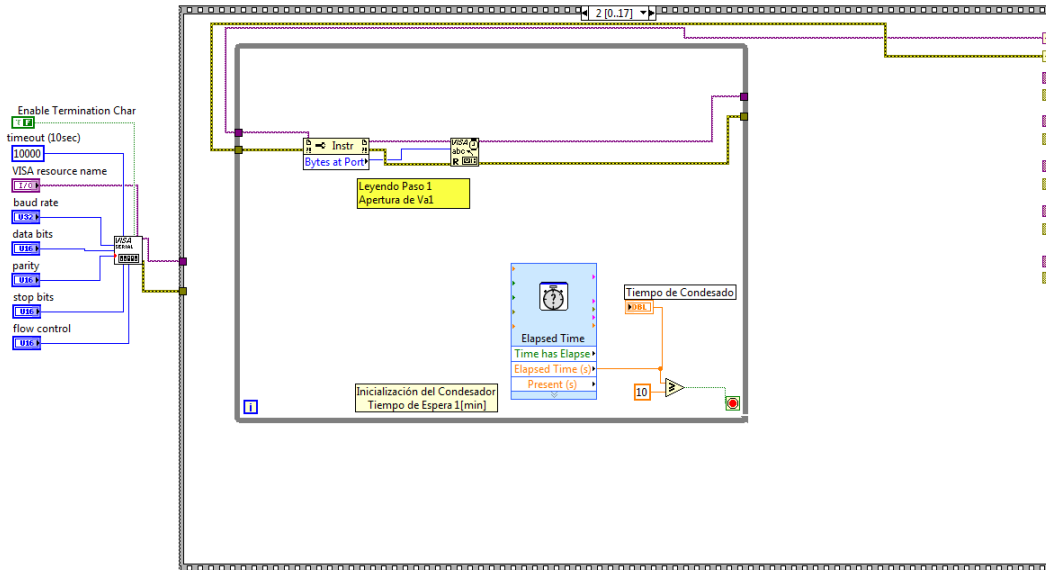 2 [0..17]
Enable Termination Char
T F
timeout (10sec)
10000
VISA resource name
I/O
baud rate
U32
data bits
U16
parity
U16
stop bits
U16
flow control
U16
VISA
SERIAL
Instr
Bytes at Port
VISA
abc
R
Leyendo Paso 1
Apertura de Va1
?
Elapsed Time
Time has Elapse
Elapsed Time (s)
Present (s)
Tiempo de Condesado
DBL
10
≥
Inicialización del Condesador
Tiempo de Espera 1[min]
i